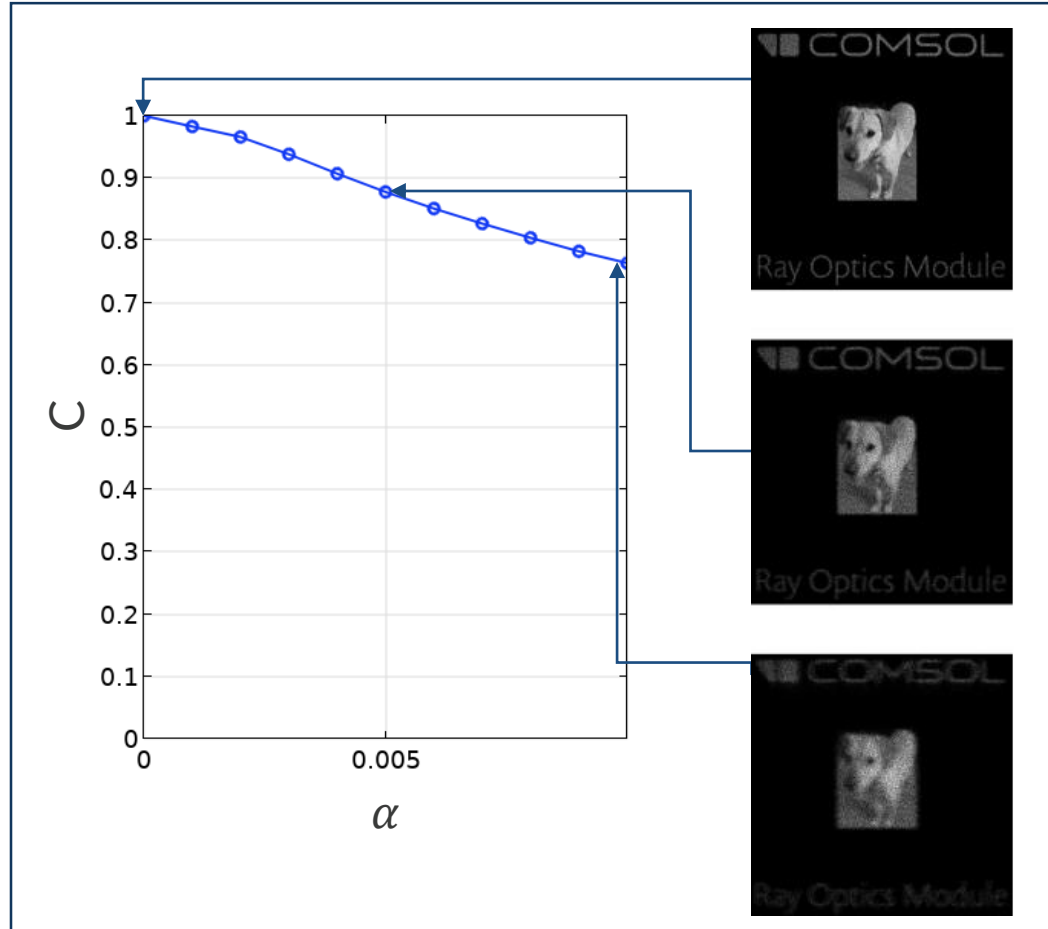 COMSOL
Ray Optics Module
COMSOL
Ray Optics Module
COMSOL
Ray Optics Module
1
0.9
0.8
0.7
0.6
0.5
0.4
0.3
0.2
0.1
0
C
0
0.005
α